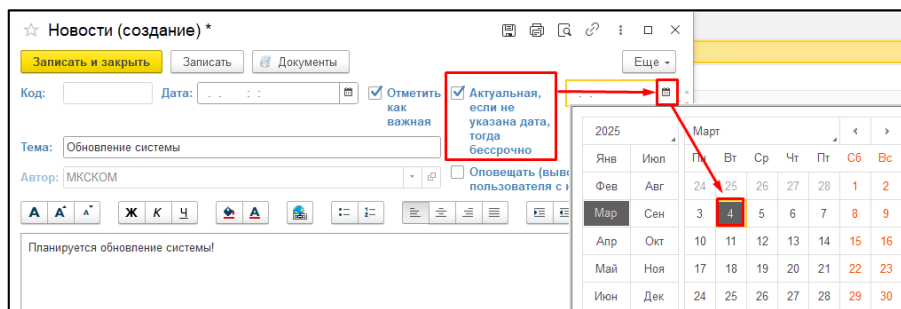 Новости (создание) *
Записать и закрыть Записать Документы Еще
Код: Дата: . . : : Отметить как важная Актуальная, если не указана дата, тогда бессрочно . .
Тема: Обновление системы
Автор: МКСКОМ Оповещать
пользователя с
А А А Ж К Ч А
Планируется обновление системы!
2025 Март
Янв Июл Пн Вт Ср Чт Пт Сб Вс
Фев Авг 24 25 26 27 28 1 2
Мар Сен 3 4 5 6 7 8 9
Апр Окт 10 11 12 13 14 15 16
Май Ноя 17 18 19 20 21 22 23
Июн Дек 24 25 26 27 28 29 30